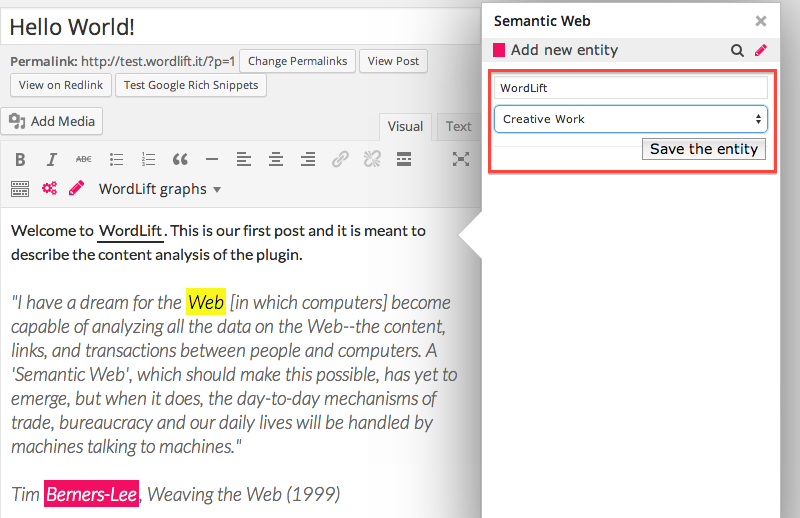 Hello World!
Permalink: http://test.wordlift.it/?p=1 Change Permalinks View Post
View on Redlink Test Google Rich Snippets
Add Media
Visual Text
B I ABC
WordLift graphs
Welcome to WordLift. This is our first post and it is meant to
describe the content analysis of the plugin.
"I have a dream for the Web [in which computers] become
capable of analyzing all the data on the Web--the content,
links, and transactions between people and computers. A
'Semantic Web', which should make this possible, has yet to
emerge, but when it does, the day-to-day mechanisms of
trade, bureaucracy and our daily lives will be handled by
machines talking to machines."
Tim Berners-Lee, Weaving the Web (1999)
Semantic Web
Add new entity
WordLift
Creative Work
Save the entity